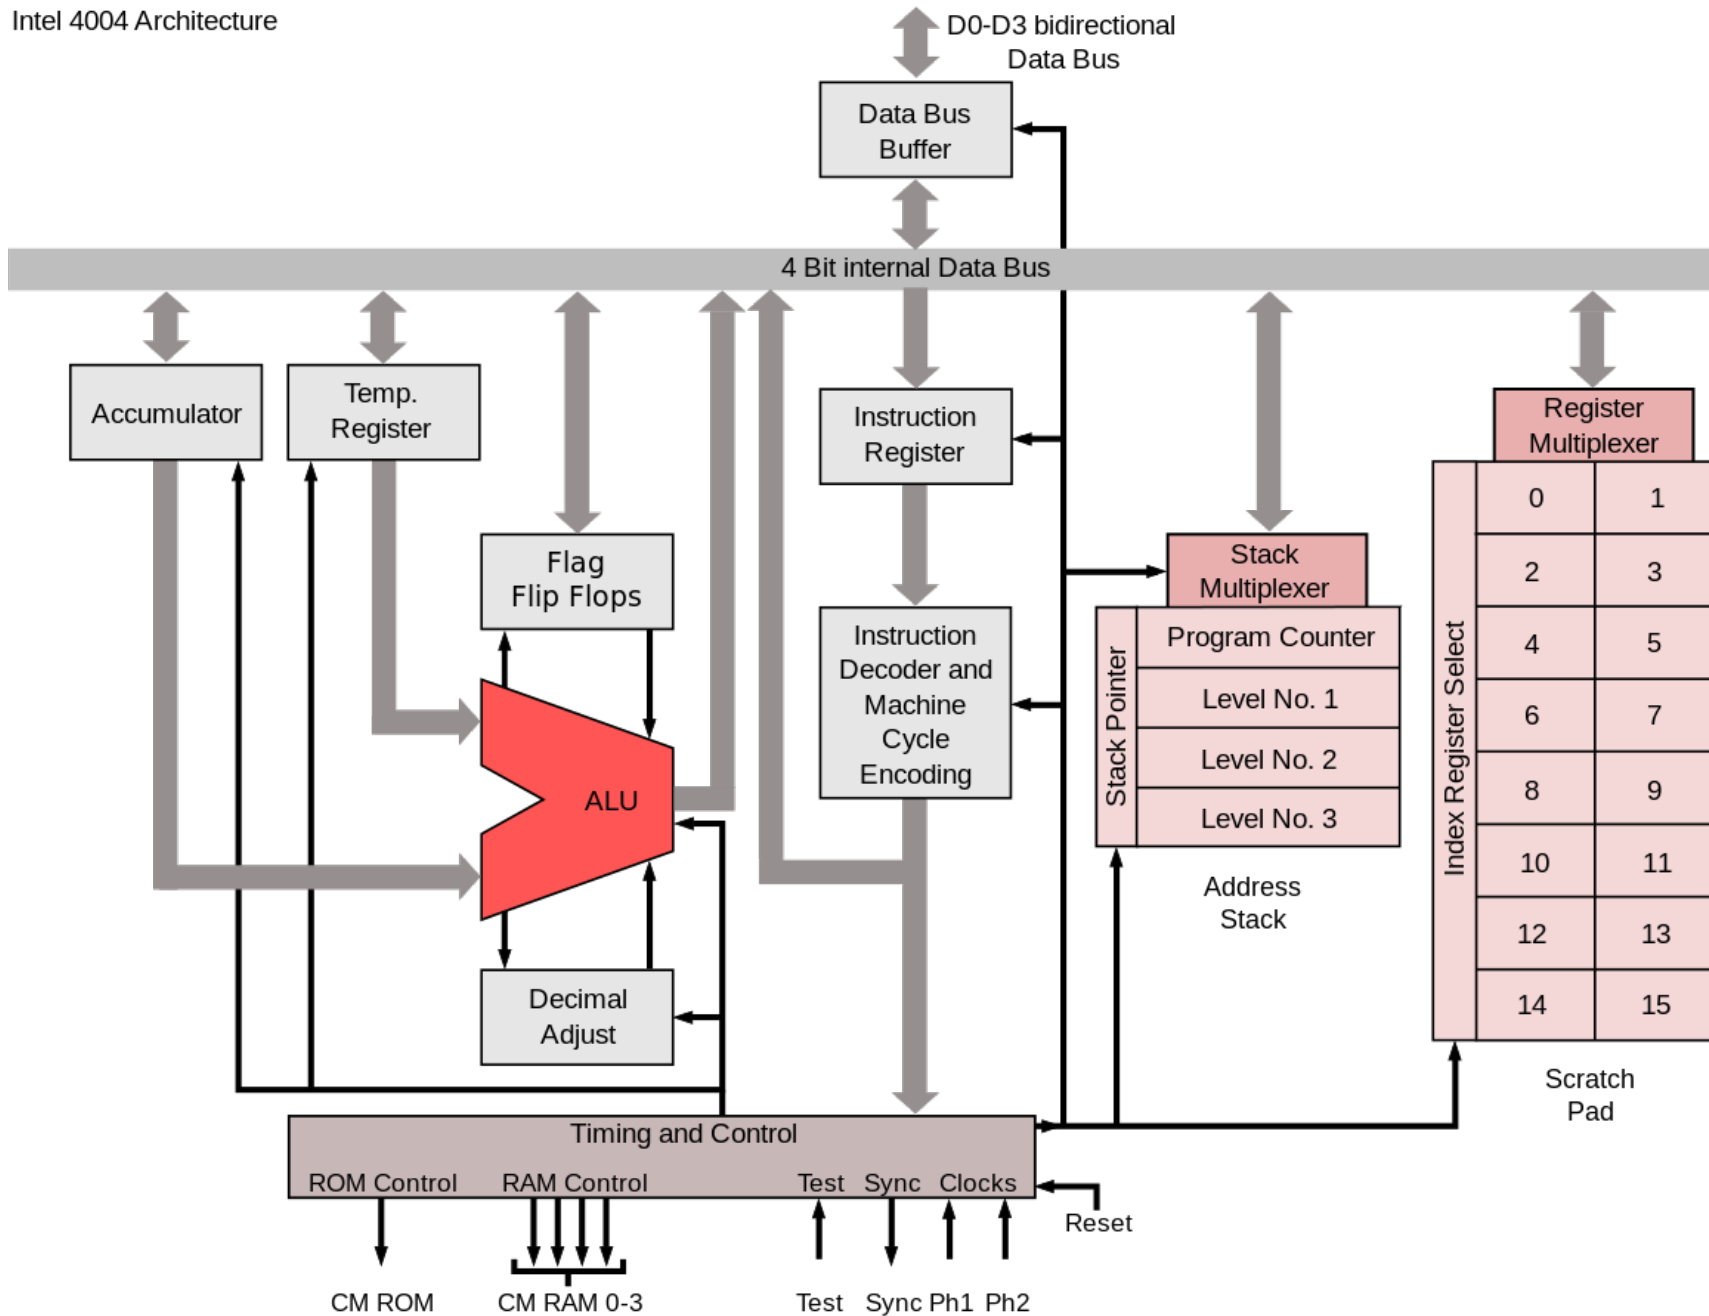 Intel 4004 Architecture
D0-D3 bidirectional
Data Bus
Data Bus
Buffer
4 Bit internal Data Bus
Accumulator
Temp.
Register
Flag
Flip Flops
ALU
Decimal
Adjust
Instruction
Register
Instruction
Decoder and
Machine
Cycle
Encoding
Stack
Multiplexer
Stack Pointer
Program Counter
Level No. 1
Level No. 2
Level No. 3
Address
Stack
Register
Multiplexer
Index Register Select
0 1
2 3
4 5
6 7
8 9
10 11
12 13
14 15
Scratch
Pad
Timing and Control
ROM Control RAM Control Test Sync Clocks
Reset
CM ROM CM RAM 0-3 Test Sync Ph1 Ph2